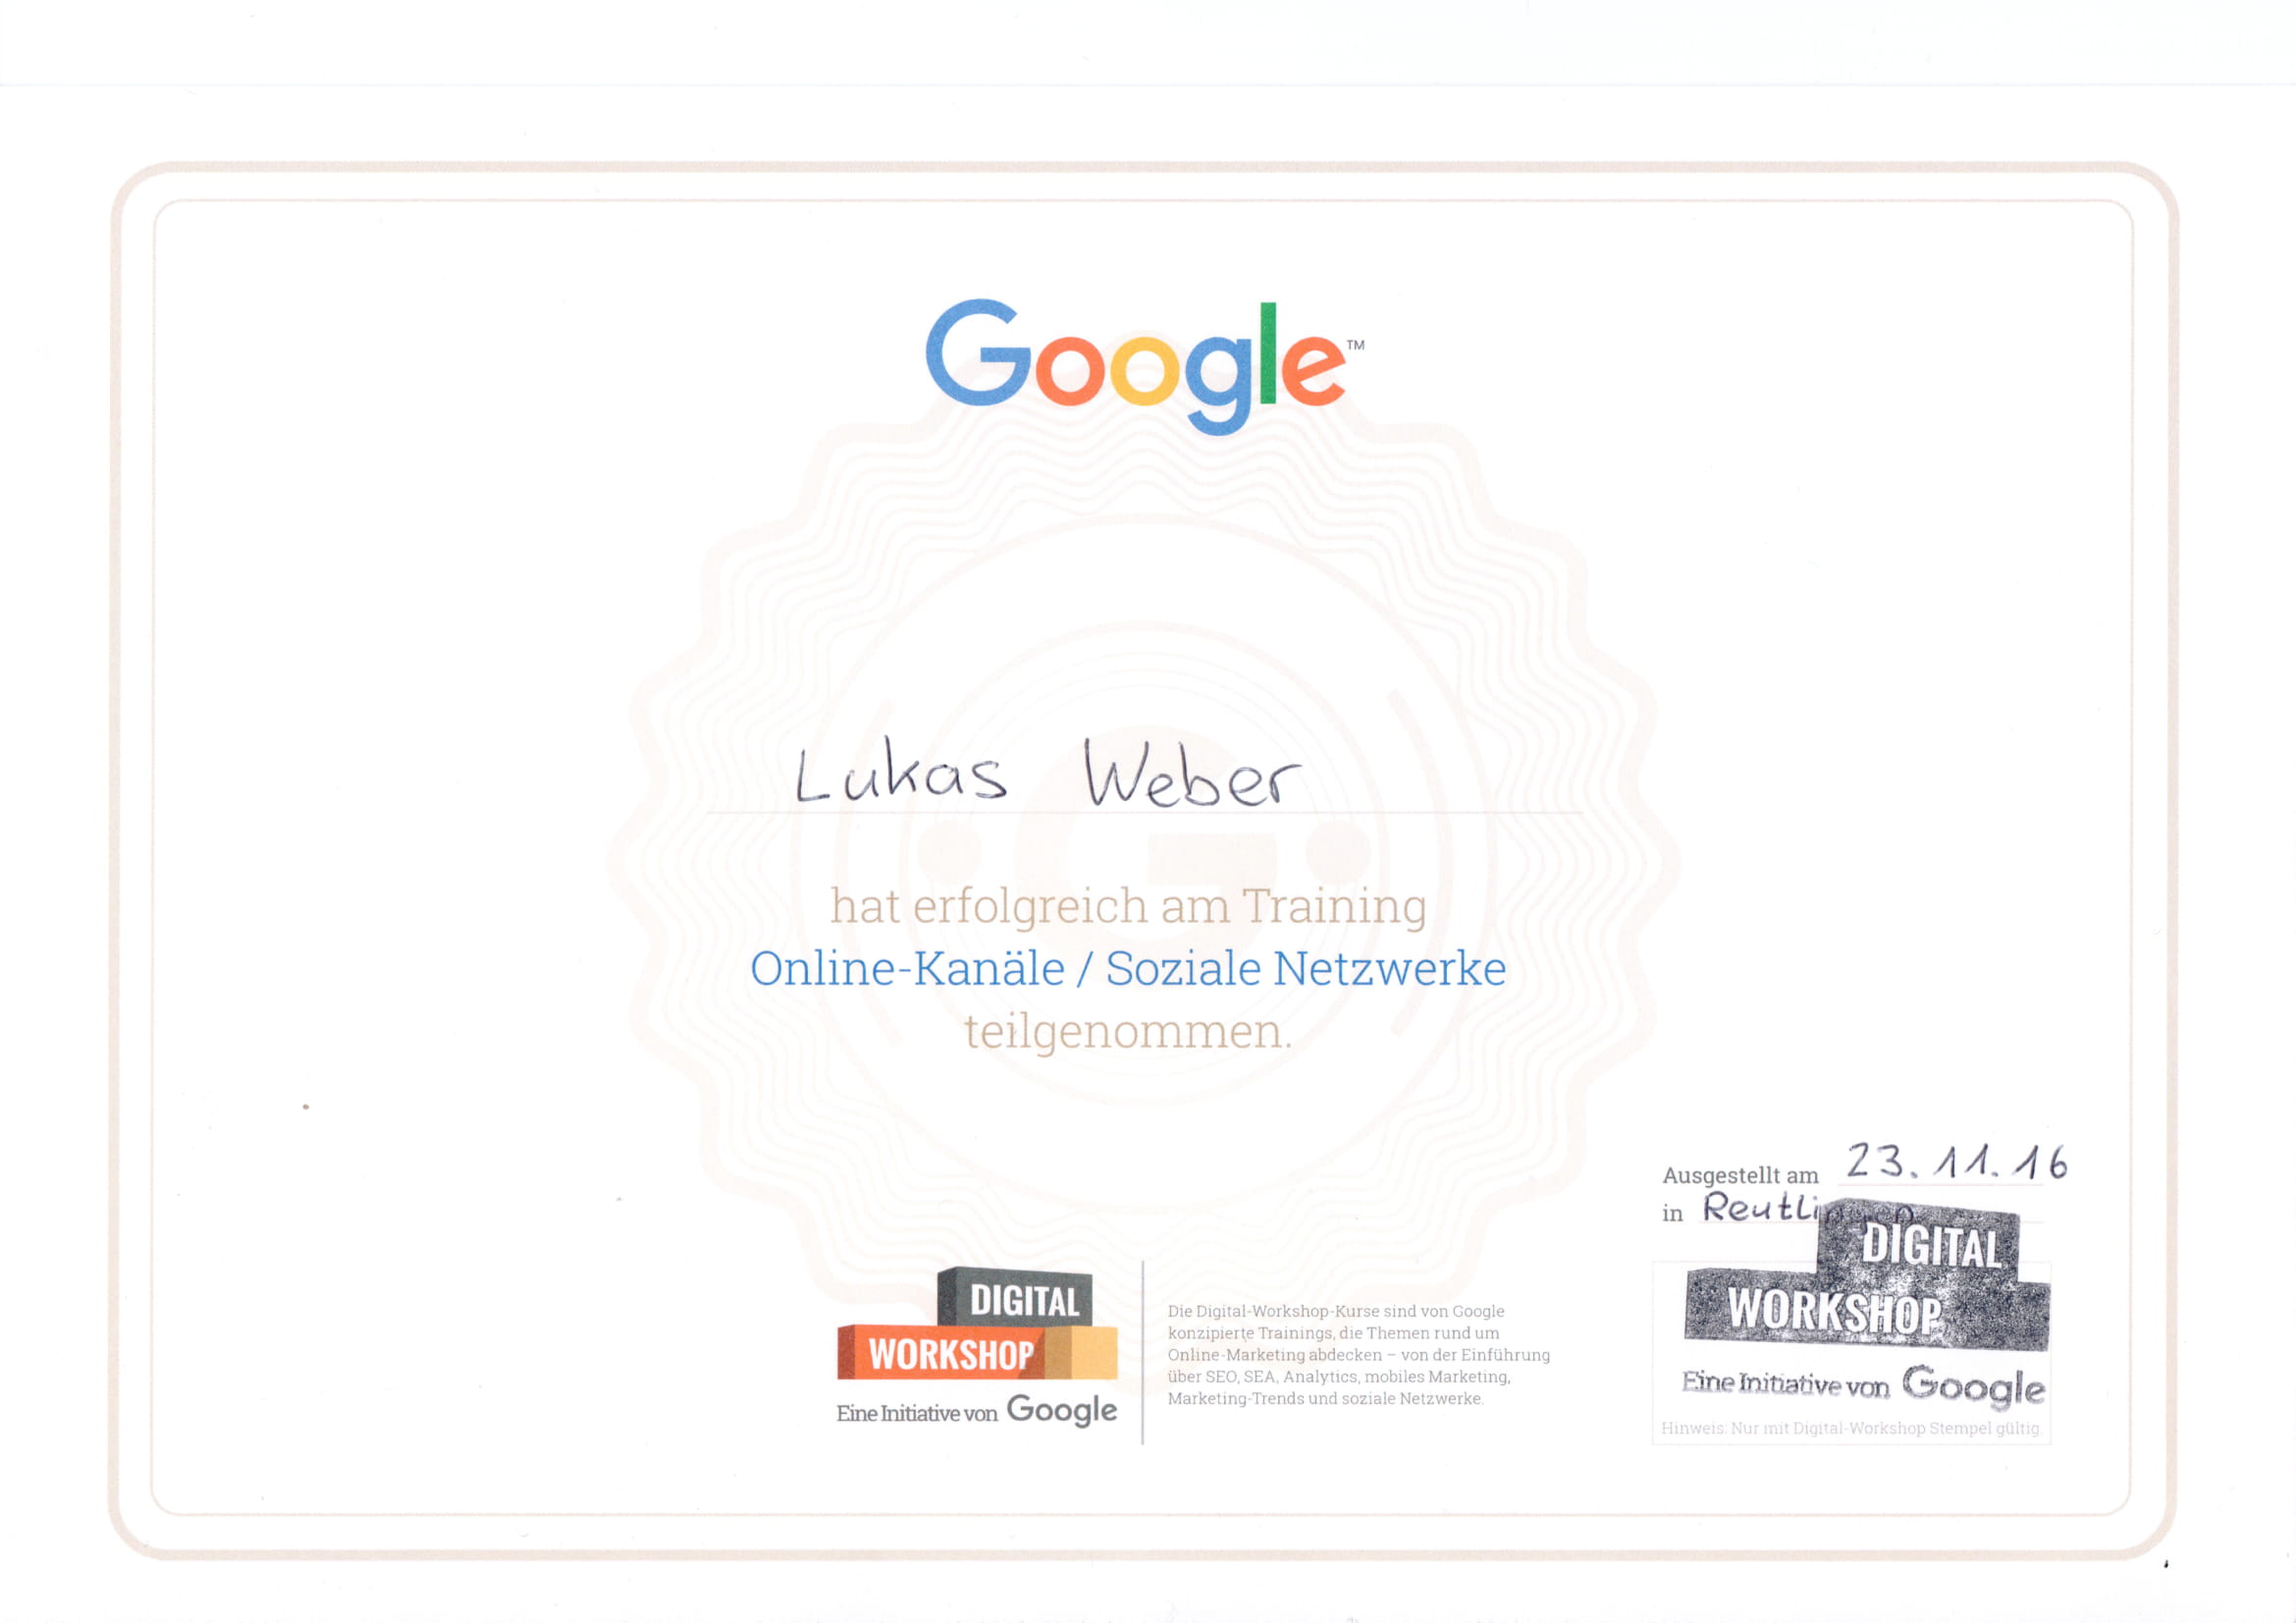 Google™
Lukas Weber
hat erfolgreich am Training
Online-Kanäle / Soziale Netzwerke
teilgenommen.
Ausgestellt am 23.11.16
in Reutlingen
DIGITAL
WORKSHOP
Eine Initiative von Google
Die Digital-Workshop-Kurse sind von Google
konzipierte Trainings, die Themen rund um
Online-Marketing abdecken – von der Einführung
über SEO, SEA, Analytics, mobiles Marketing,
Marketing-Trends und soziale Netzwerke.
DIGITAL
WORKSHOP
Eine Initiative von Google
Hinweis: Nur mit Digital-Workshop Stempel gültig.